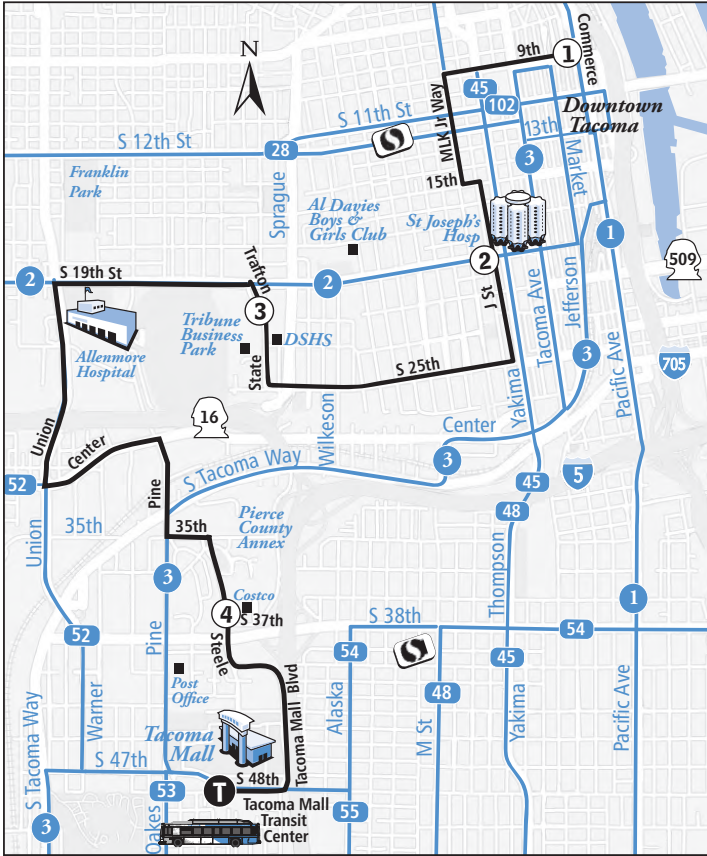 N
9th
1
Commerce
MLK Jr Way
45
102
Downtown
Tacoma
S 11th St
S 12th St
28
13th
3
Market
Franklin
Park
Sprague
15th
Al Davies
Boys &
Girls Club
St Joseph's
Hosp
2
1
509
2
S 19th St
Trafton
2
J St
Tacoma Ave
Jefferson
3
Tribune
Business
Park
DSHS
Allenmore
Hospital
State
S 25th
3
705
Pacific Ave
Union
16
Wilkeson
Yakima
Center
Center
3
S Tacoma Way
52
Pine
45
5
48
Union
35th
35th
Pierce
County
Annex
3
Thompson
Costco
4
S 37th
1
S 38th
54
52
Pine
Steele
54
45
Post
Office
48
Warner
Tacoma Mall Blvd
Alaska
M St
Yakima
Pacific Ave
S Tacoma Way
Tacoma
Mall
S 47th
S 48th
T
53
55
Tacoma Mall
Transit
Center
3
Oakes